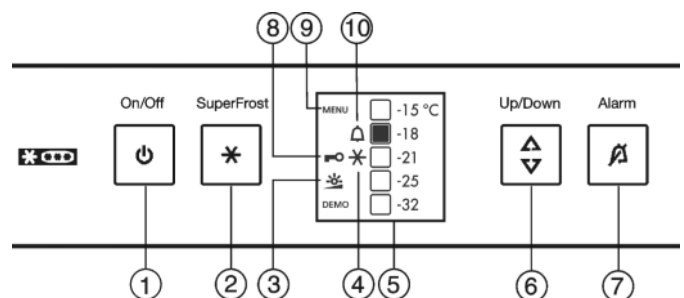 ⑧ ⑨ ⑩
On/Off SuperFrost Up/Down Alarm
MENU -15 °C
-18
-21
-25
DEMO -32
① ② ③ ④ ⑤ ⑥ ⑦